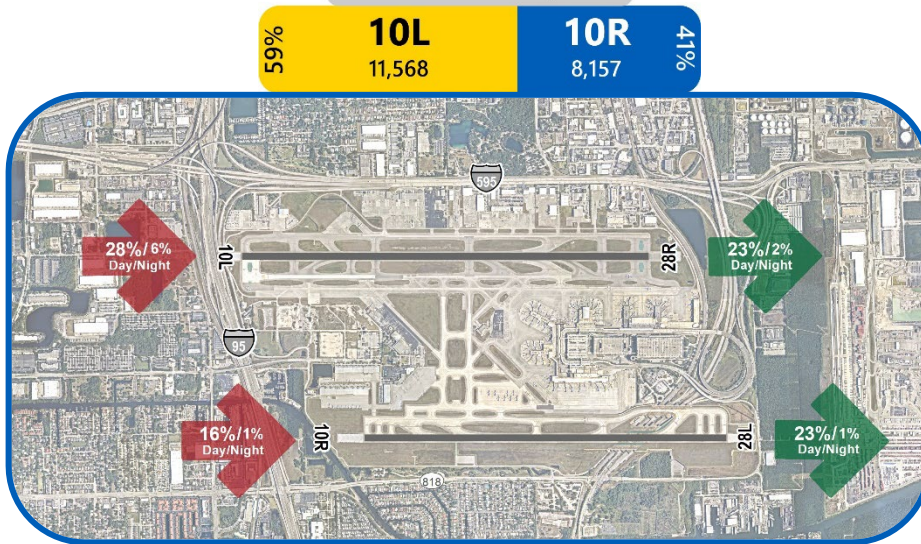 59%
10L
11,568
10R
8,157
41%
595
28%/6%
Day/Night
10L
28R
23%/2%
Day/Night
95
16%/1%
Day/Night
10R
28L
23%/1%
Day/Night
818